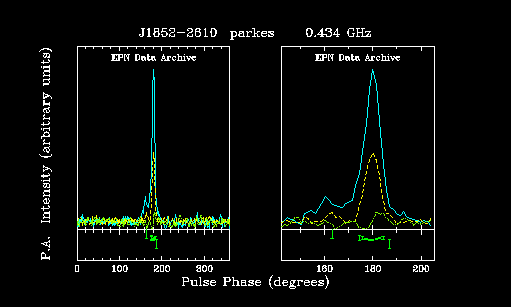 J1852-2610 parkes 0.434 GHz
EPN Data Archive EPN Data Archive
P.A. Intensity (arbitrary units)
0 100 200 300 160 180 200
Pulse Phase (degrees)